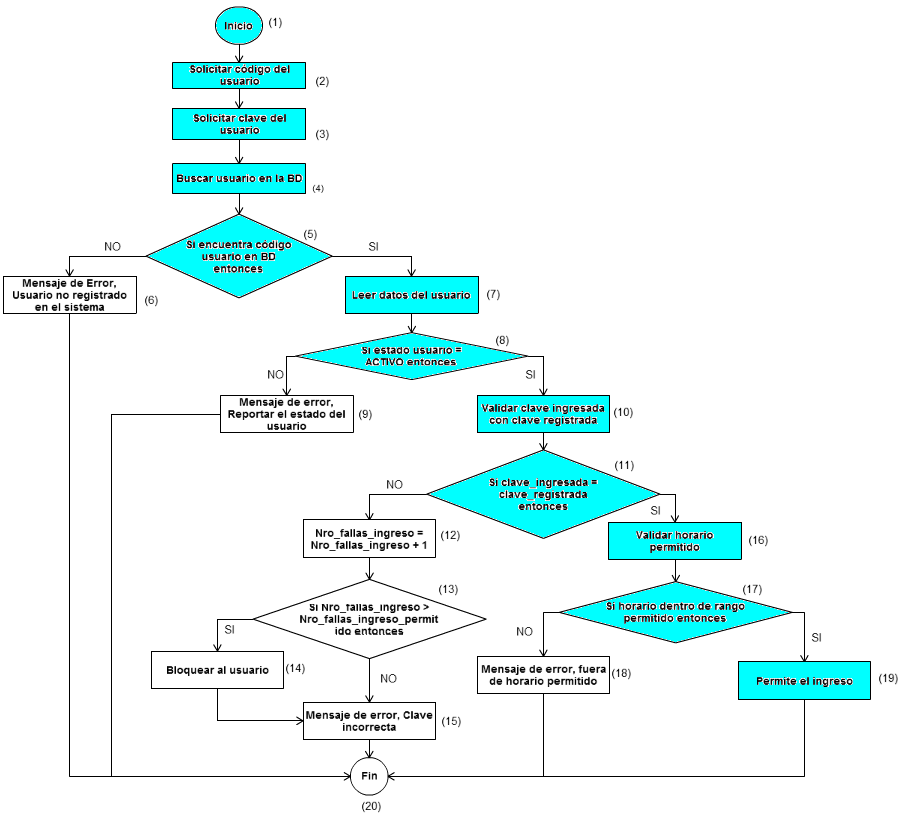 Inicio
(1)
Solicitar código del
usuario
(2)
Solicitar clave del
usuario
(3)
Buscar usuario en la BD
(4)
(5)
Si encuentra código
usuario en BD
entonces
NO
SI
Mensaje de Error,
Usuario no registrado
en el sistema
(6)
Leer datos del usuario
(7)
(8)
Si estado usuario =
ACTIVO entonces
NO
SI
Mensaje de error,
Reportar el estado del
usuario
(9)
Validar clave ingresada
con clave registrada
(10)
(11)
Si clave_ingresada =
clave_registrada
entonces
NO
SI
Nro_fallas_ingreso =
Nro_fallas_ingreso + 1
(12)
Validar horario
permitido
(16)
(13)
Si Nro_fallas_ingreso >
Nro_fallas_ingreso_permit
ido entonces
(17)
Si horario dentro de rango
permitido entonces
SI
NO
NO
SI
Bloquear al usuario
(14)
Mensaje de error, fuera
de horario permitido
(18)
Permite el ingreso
(19)
Mensaje de error, Clave
incorrecta
(15)
Fin
(20)